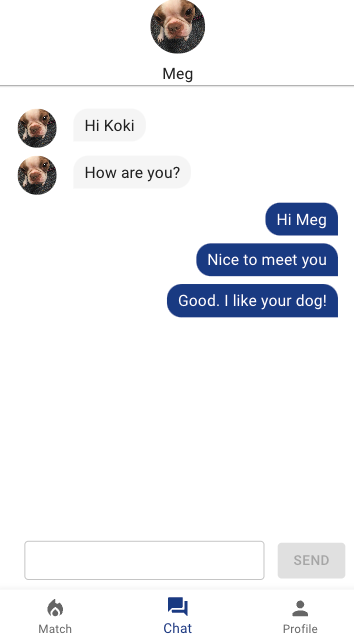 Meg
Hi Koki
How are you?
Hi Meg
Nice to meet you
Good. I like your dog!
SEND
Match
Chat
Profile